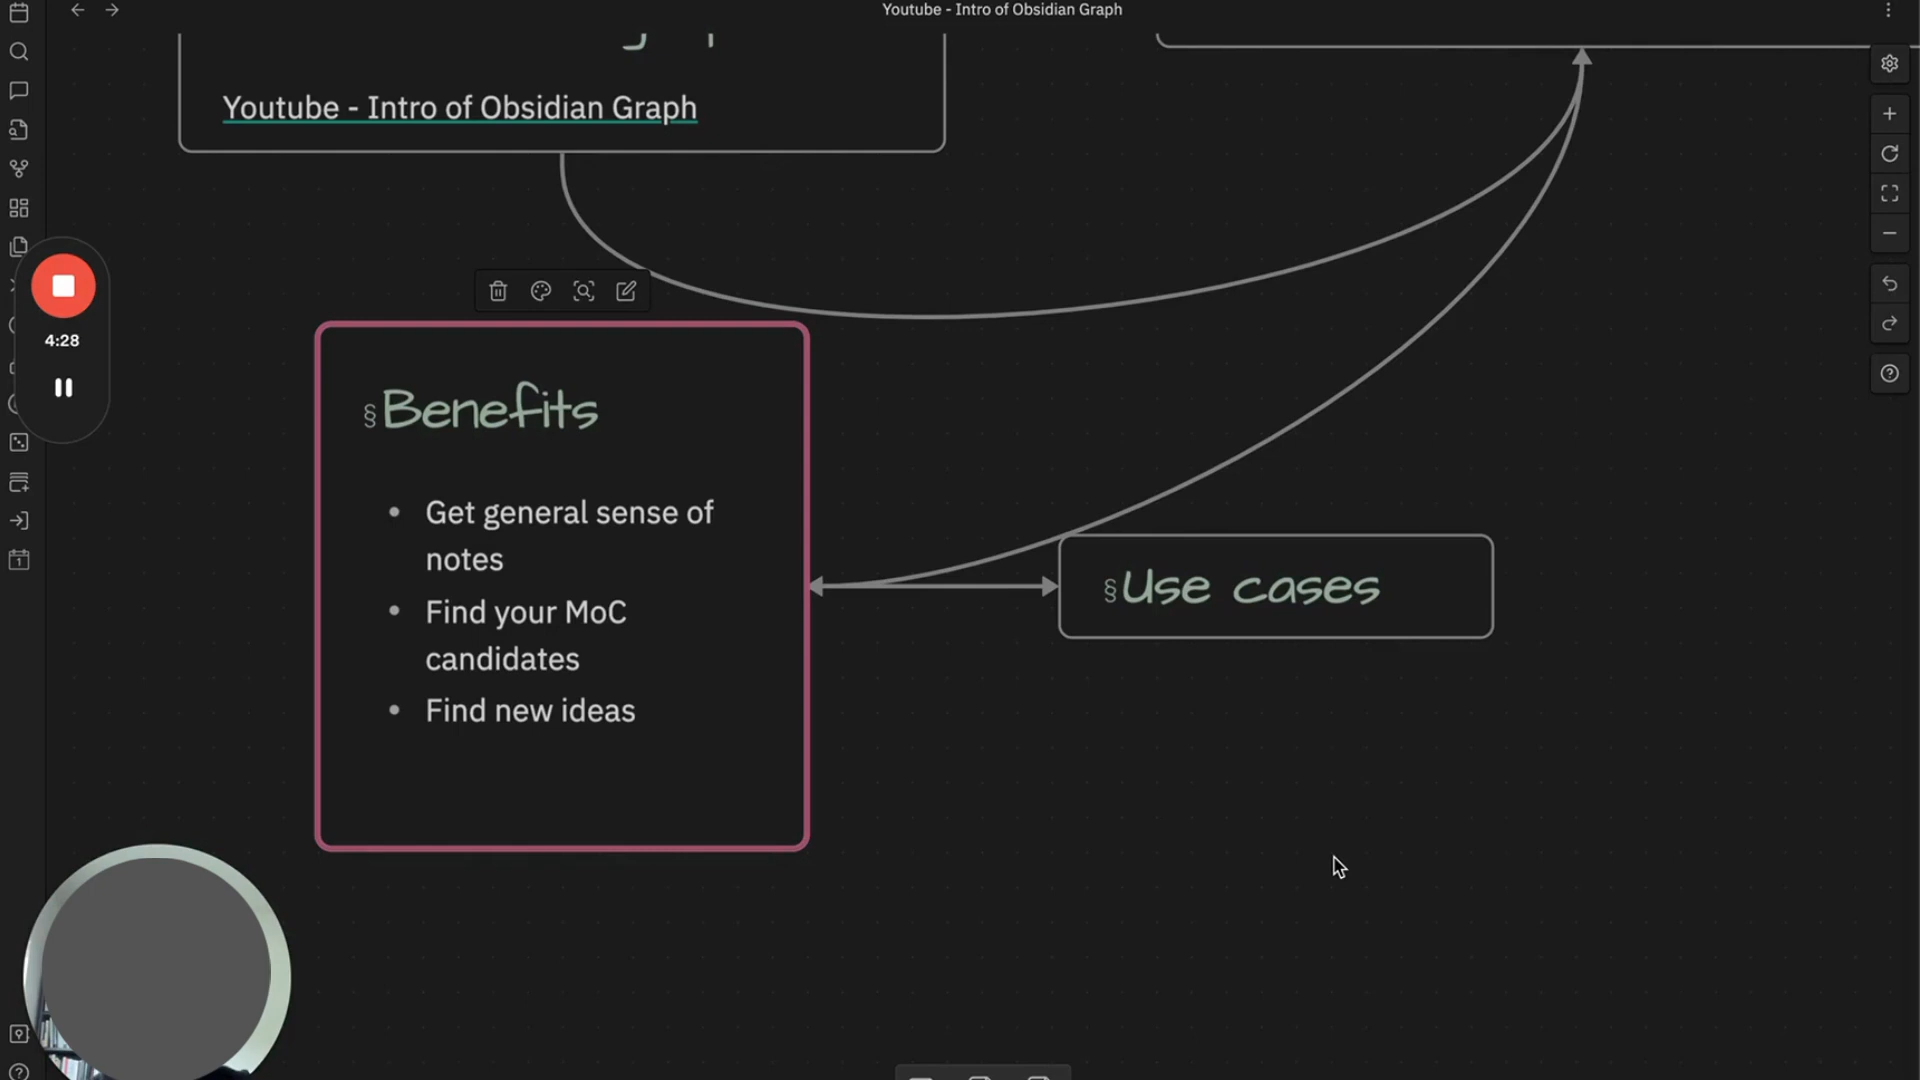 Youtube - Intro of Obsidian Graph
Youtube - Intro of Obsidian Graph
4:28
§Benefits
• Get general sense of
notes
• Find your MoC
candidates
• Find new ideas
§Use cases
1